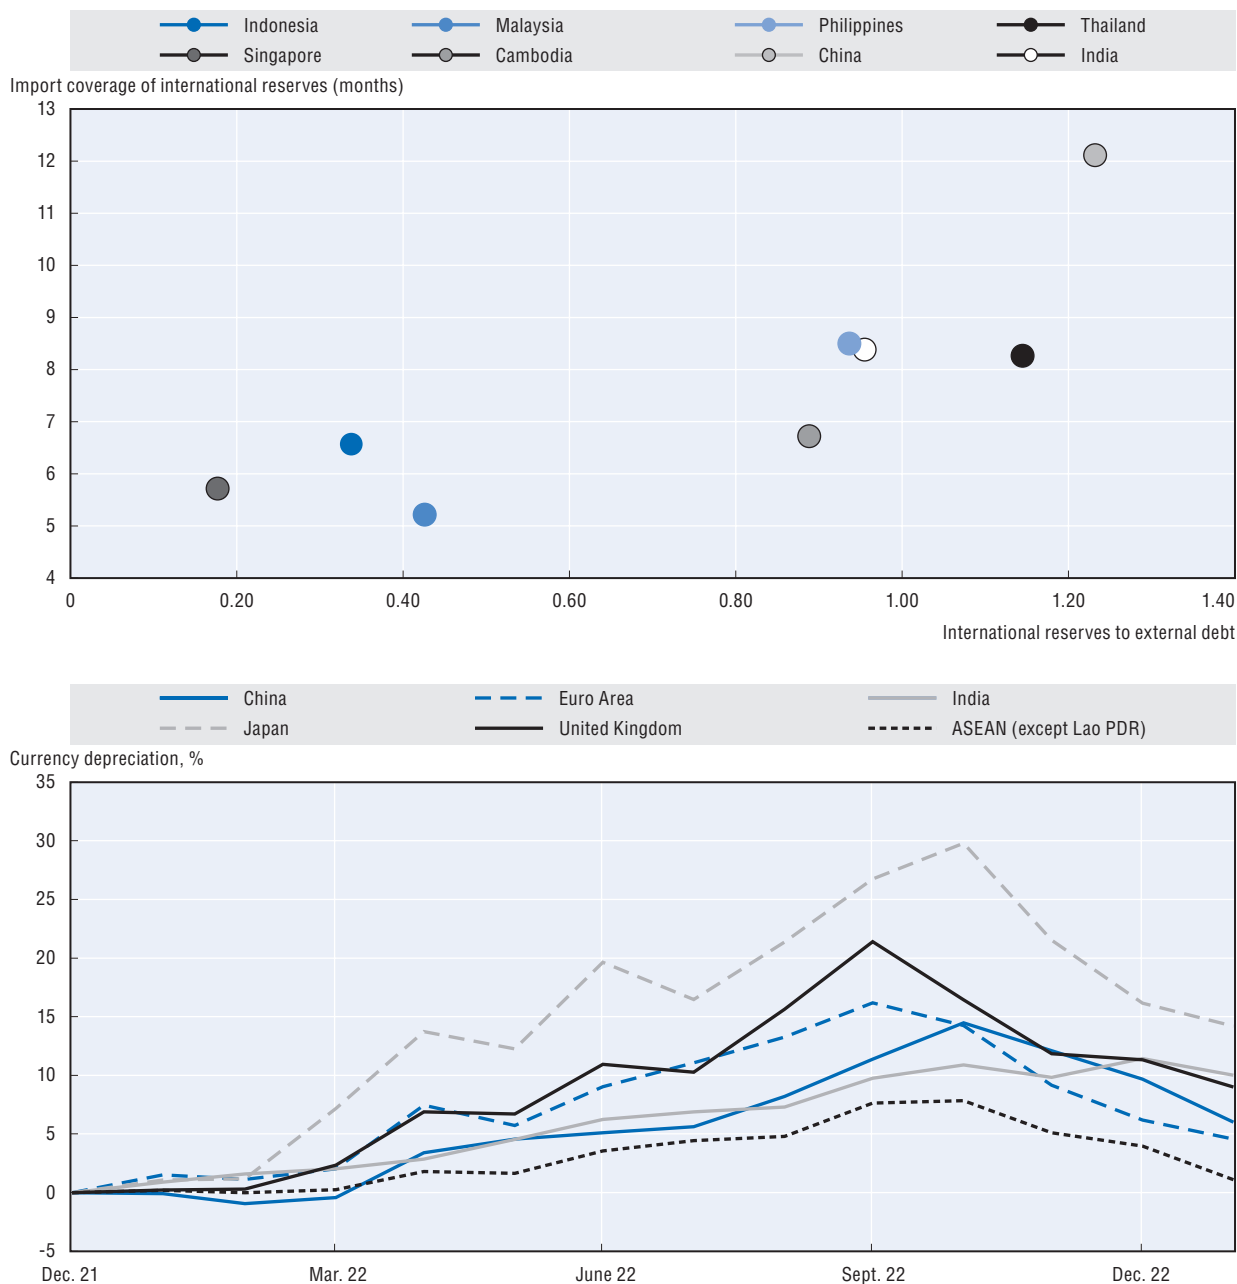 Indonesia Malaysia Philippines Thailand
Singapore Cambodia China India
Import coverage of international reserves (months)
13
12
11
10
9
8
7
6
5
4
0 0.20 0.40 0.60 0.80 1.00 1.20 1.40
International reserves to external debt
China Euro Area India
Japan United Kingdom ASEAN (except Lao PDR)
Currency depreciation, %
35
30
25
20
15
10
5
0
-5
Dec. 21 Mar. 22 June 22 Sept. 22 Dec. 22